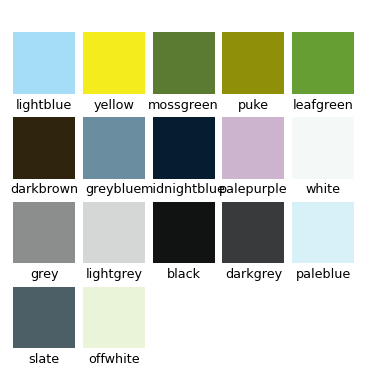 lightblue yellow mossgreen puke leafgreen
darkbrown greyblue midnightblue palepurple white
grey lightgrey black darkgrey paleblue
slate offwhite